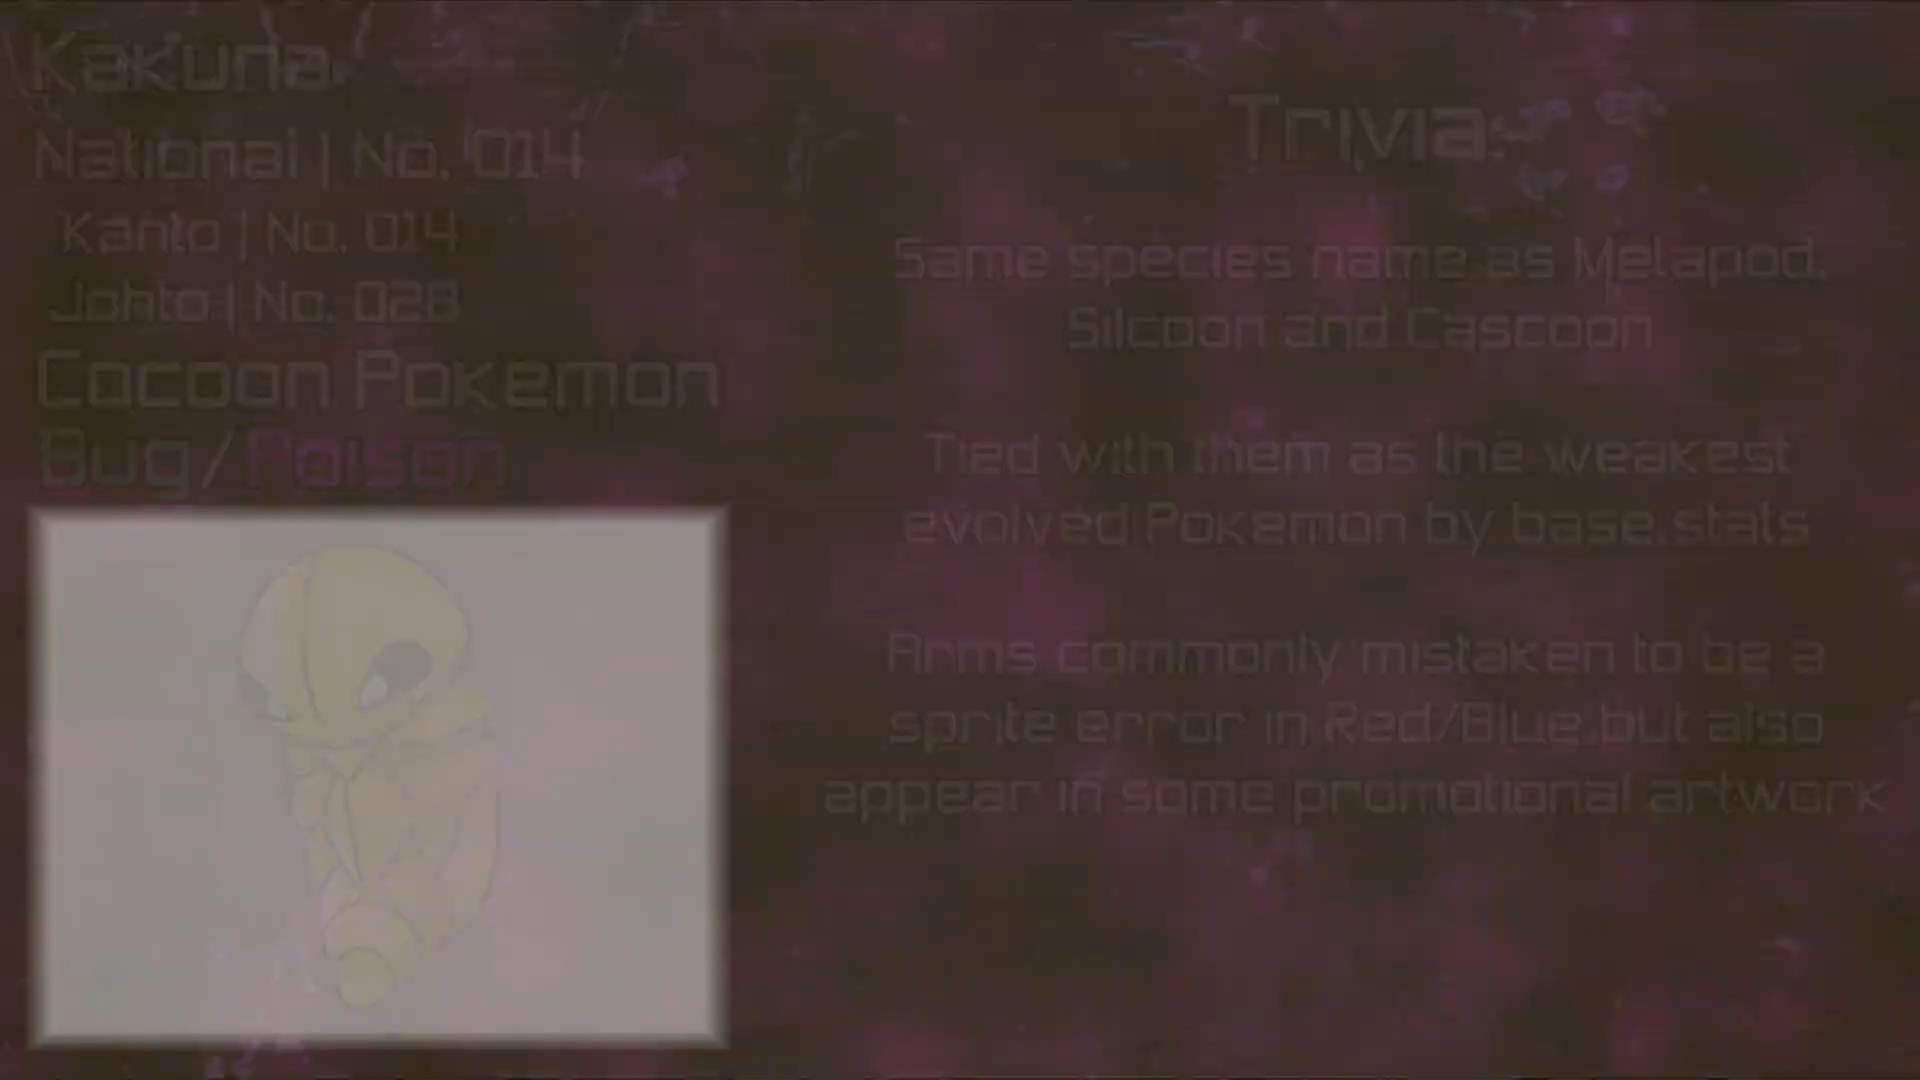 Kakuna
National | No. 014
Kanto | No. 014
Johto | No. 028
Cocoon Pokemon
Bug/Poison
Trivia:
Same species name as Metapod,
Silcoon and Cascoon
Tied with them as the weakest
evolved Pokemon by base stats
Arms commonly mistaken to be a
sprite error in Red/Blue but also
appear in some promotional artwork